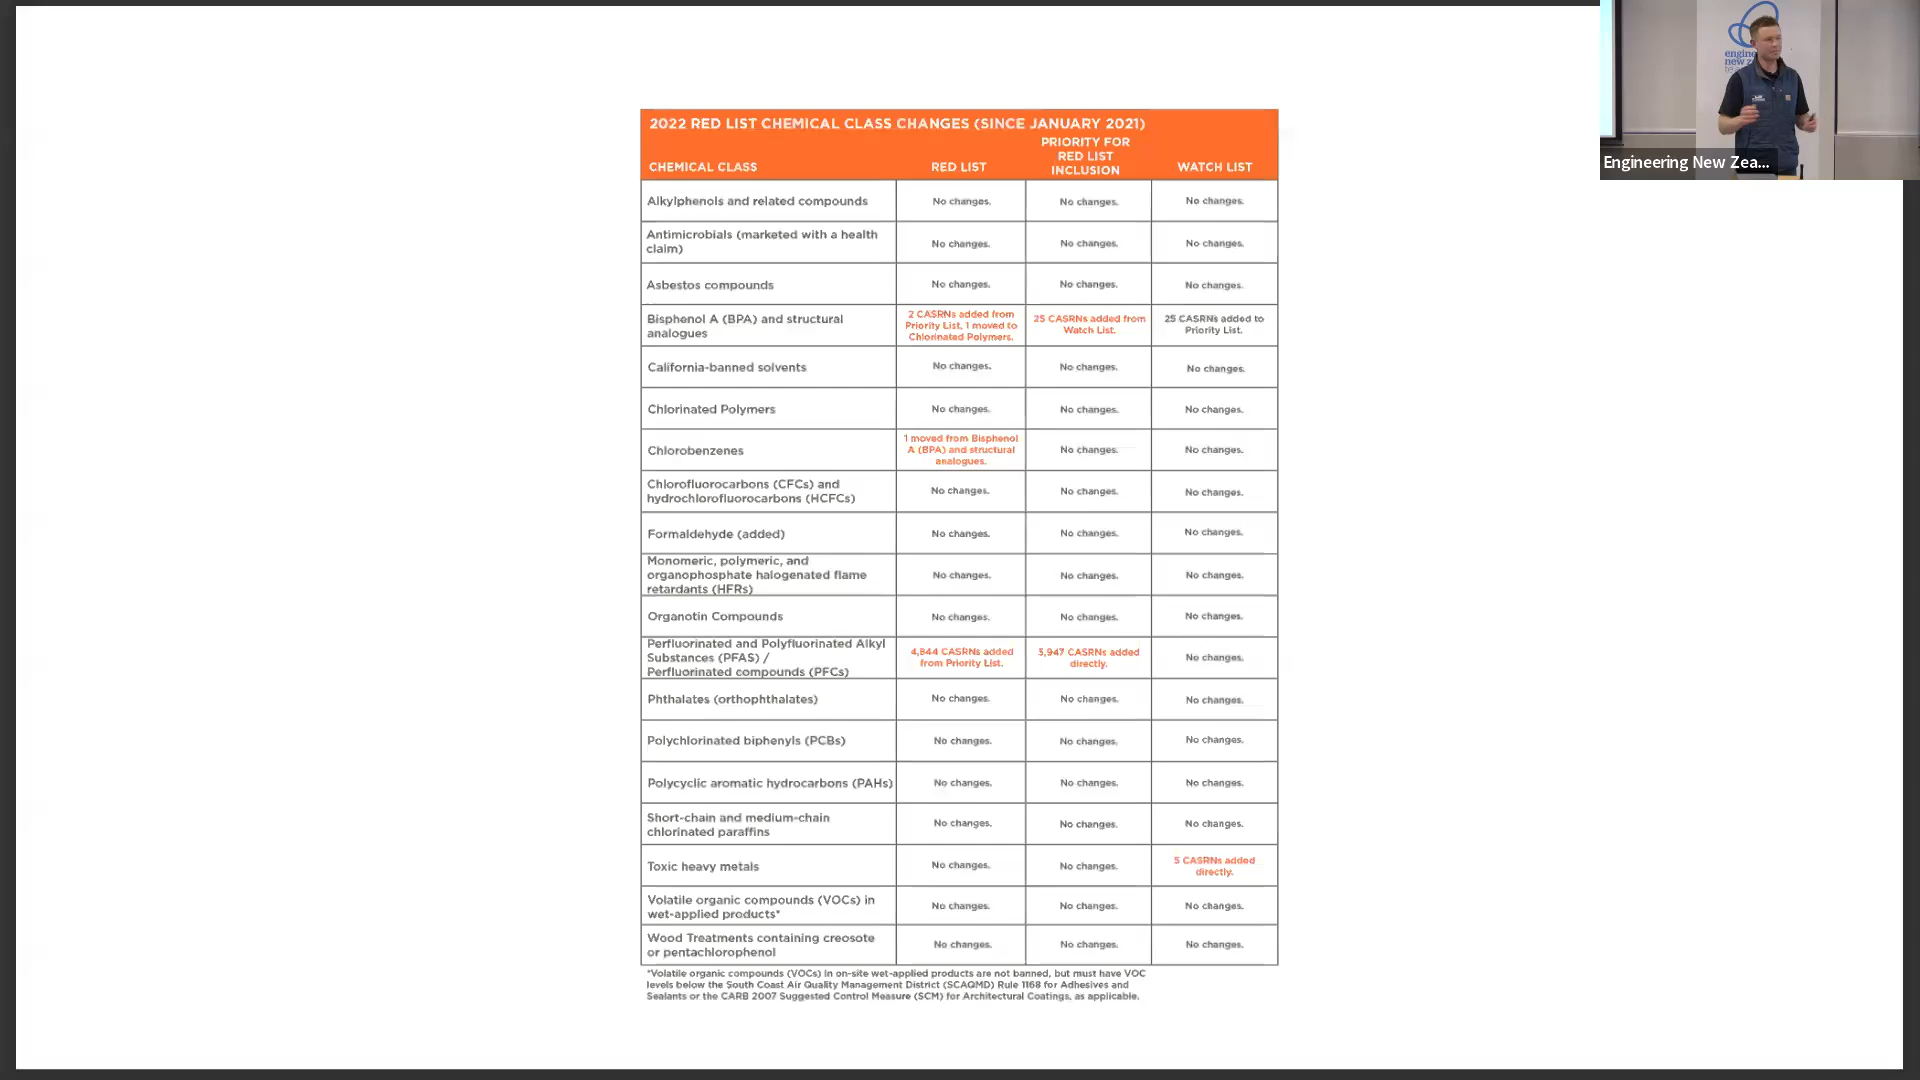 2022 RED LIST CHEMICAL CLASS CHANGES (SINCE JANUARY 2021)
CHEMICAL CLASS
RED LIST
PRIORITY FOR
RED LIST
INCLUSION
WATCH LIST
Alkylphenols and related compounds
No changes.
No changes.
No changes.
Antimicrobials (marketed with a health
claim)
No changes.
No changes.
No changes.
Asbestos compounds
No changes.
No changes.
No changes.
Bisphenol A (BPA) and structural
analogues
2 CASRNs added from
Priority List, 1 moved to
Chlorinated Polymers.
25 CASRNs added from
Watch List.
25 CASRNs added to
Priority List.
California-banned solvents
No changes.
No changes.
No changes.
Chlorinated Polymers
No changes.
No changes.
No changes.
Chlorobenzenes
1 moved from Bisphenol
A (BPA) and structural
analogues.
No changes.
No changes.
Chlorofluorocarbons (CFCs) and
hydrochlorofluorocarbons (HCFCs)
No changes.
No changes.
No changes.
Formaldehyde (added)
No changes.
No changes.
No changes.
Monomeric, polymeric, and
organophosphate halogenated flame
retardants (HFRs)
No changes.
No changes.
No changes.
Organotin Compounds
No changes.
No changes.
No changes.
Perfluorinated and Polyfluorinated Alkyl
Substances (PFAS) /
Perfluorinated compounds (PFCs)
4,844 CASRNs added
from Priority List.
CASRNs added
directly.
No changes.
Phthalates (orthophthalates)
No changes.
No changes.
No changes.
Polychlorinated biphenyls (PCBs)
No changes.
No changes.
No changes.
Polycyclic aromatic hydrocarbons (PAHs)
No changes.
No changes.
No changes.
Short-chain and medium-chain
chlorinated paraffins
No changes.
No changes.
No changes.
Toxic heavy metals
No changes.
No changes.
5 CASRNs added
directly.
Volatile organic compounds (VOCs) in
wet-applied products*
No changes.
No changes.
No changes.
Wood Treatments containing creosote
or pentachlorophenol
No changes.
No changes.
No changes.
*Volatile organic compounds (VOCs) in on-site wet-applied products are not banned, but must have VOC
levels below the South Coast Air Quality Management District (SCAQMD) Rule 1168 for Adhesives and
Sealants or the CARB 2007 Suggested Control Measure (SCM) for Architectural Coatings, as applicable.
engine
new z
Engineering New Zea...